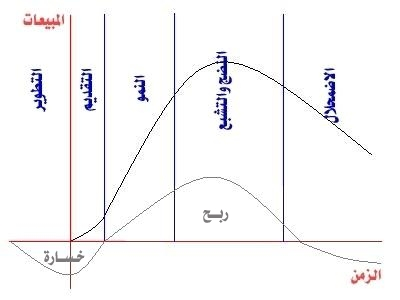 المبيعات
التطوير
التقديم
النمو
النضج والتشبع
الاضمحلال
ربح
خسارة
الزمن